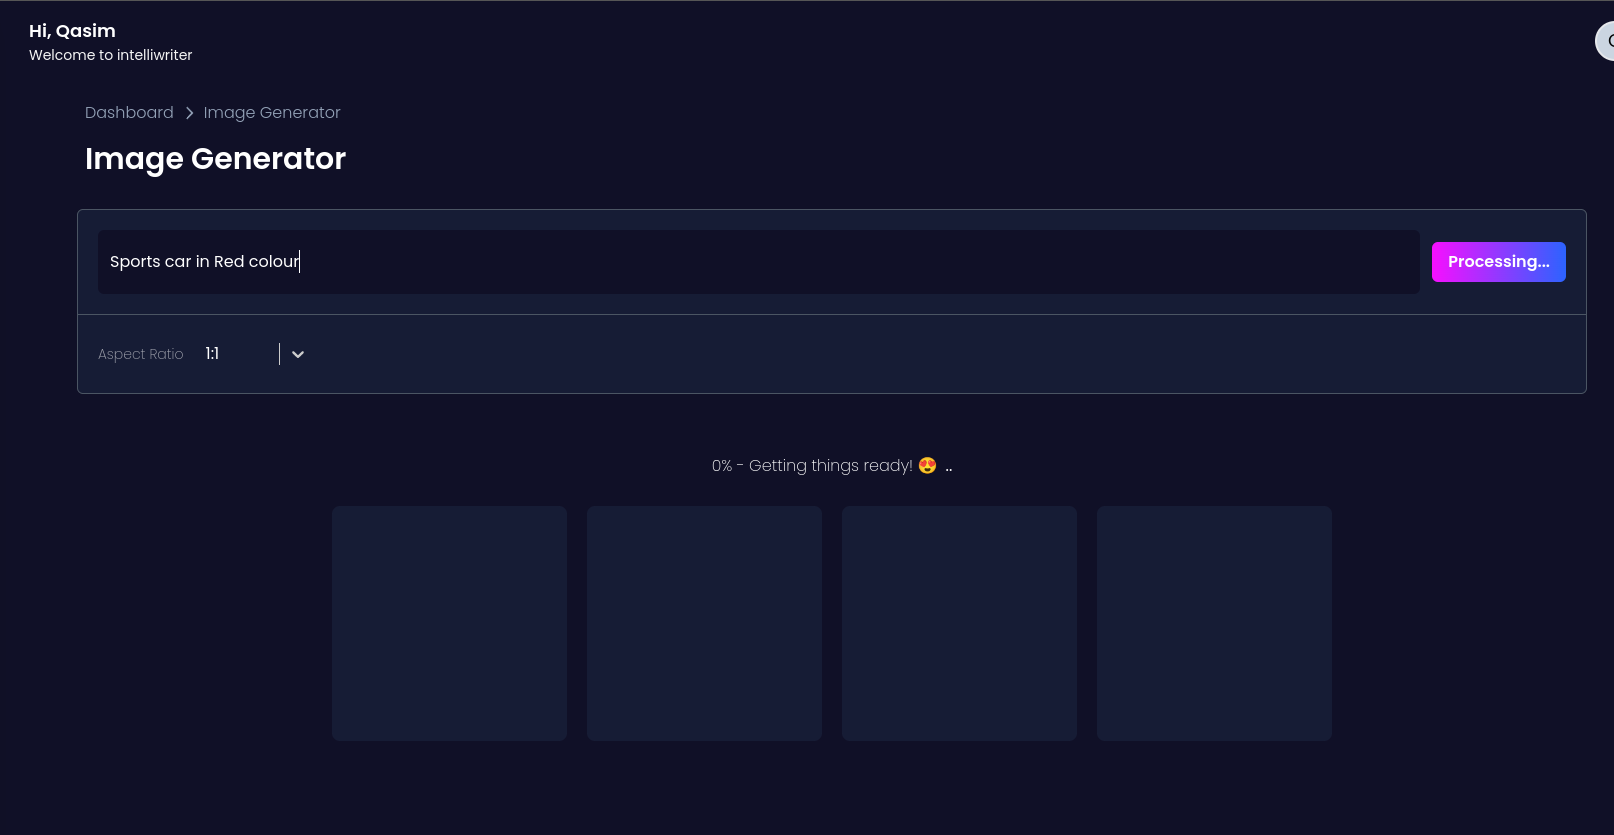 Hi, Qasim
Welcome to intelliwriter
Dashboard > Image Generator
Image Generator
Sports car in Red colour
Processing...
Aspect Ratio 1:1
0% - Getting things ready! 😍 ..